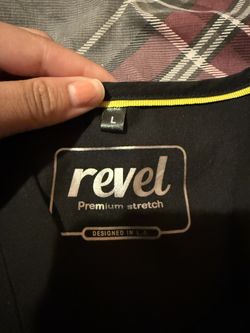 L
revel
Premium stretch
DESIGNED IN L.A.